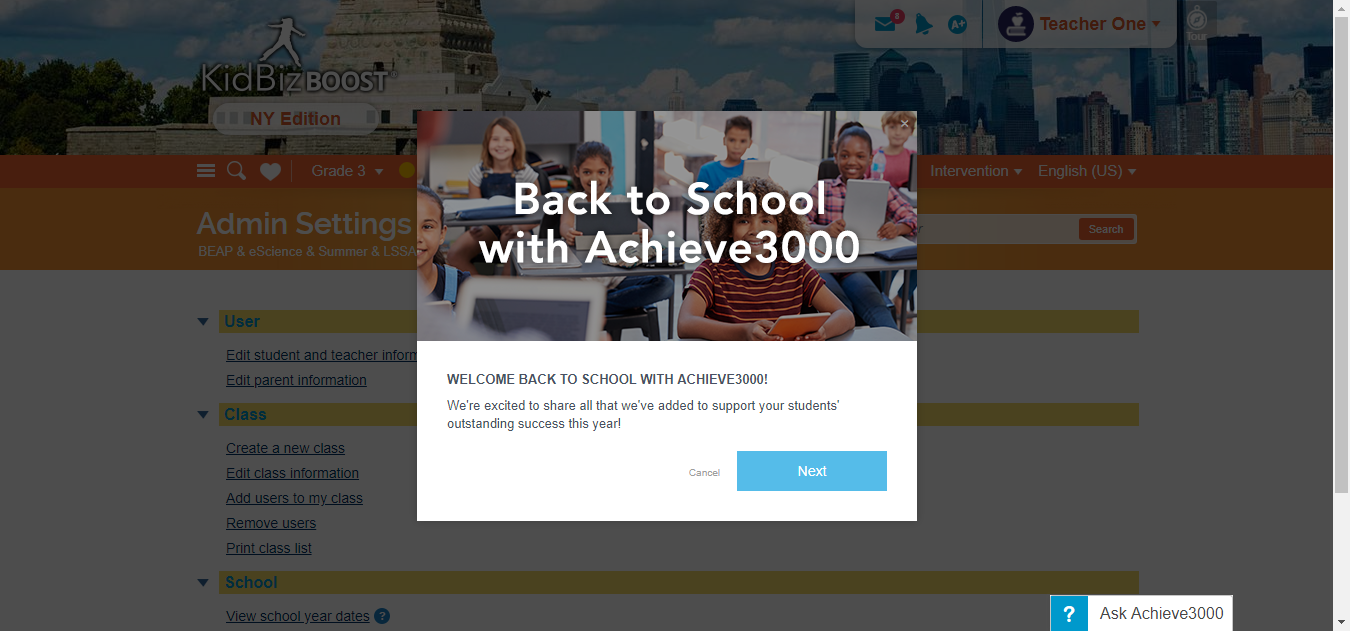 8
A+
Teacher One
Tour
KidBizBOOST
NY Edition
Grade 3
Intervention
English (US)
Admin Settings
BEAP & eScience & Summer & LSSA
Search
Back to School
with Achieve3000
User
Edit student and teacher inform
Edit parent information
WELCOME BACK TO SCHOOL WITH ACHIEVE3000!
We're excited to share all that we've added to support your students'
outstanding success this year!
Cancel
Next
Class
Create a new class
Edit class information
Add users to my class
Remove users
Print class list
School
View school year dates ?
? Ask Achieve3000